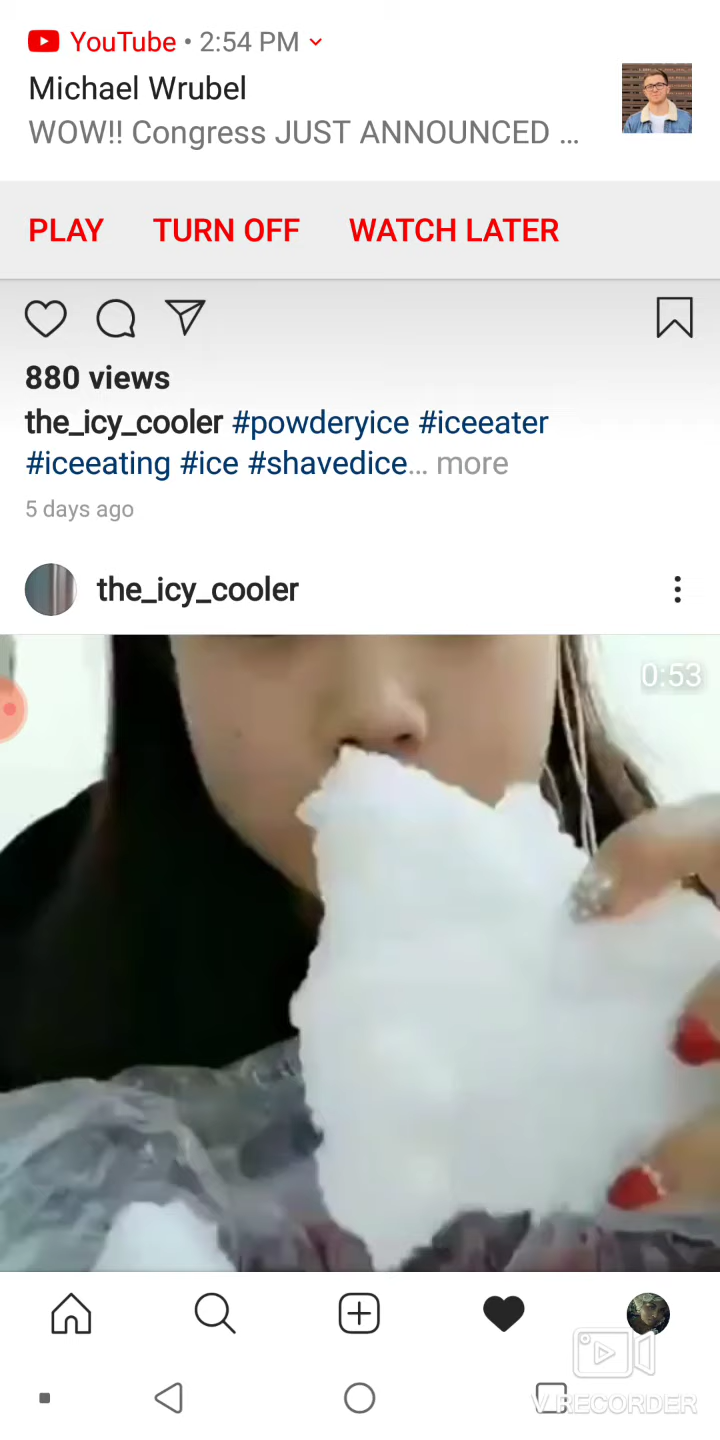 YouTube • 2:54 PM
Michael Wrubel
WOW!! Congress JUST ANNOUNCED ...
PLAY TURN OFF WATCH LATER
880 views
the_icy_cooler #powderyice #iceeater
#iceeating #ice #shavedice... more
5 days ago
the_icy_cooler
0:53
V RECORDER